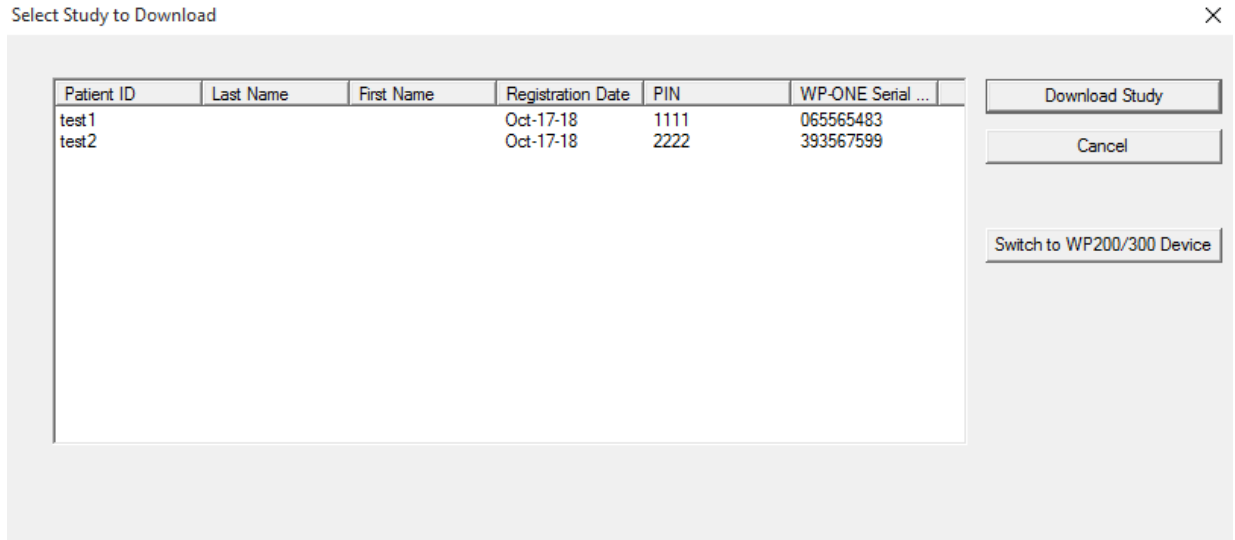 Select Study to Download
Patient ID Last Name First Name Registration Date PIN WP-ONE Serial ...
test1 Oct-17-18 1111 065565483
test2 Oct-17-18 2222 393567599
Download Study
Cancel
Switch to WP200/300 Device